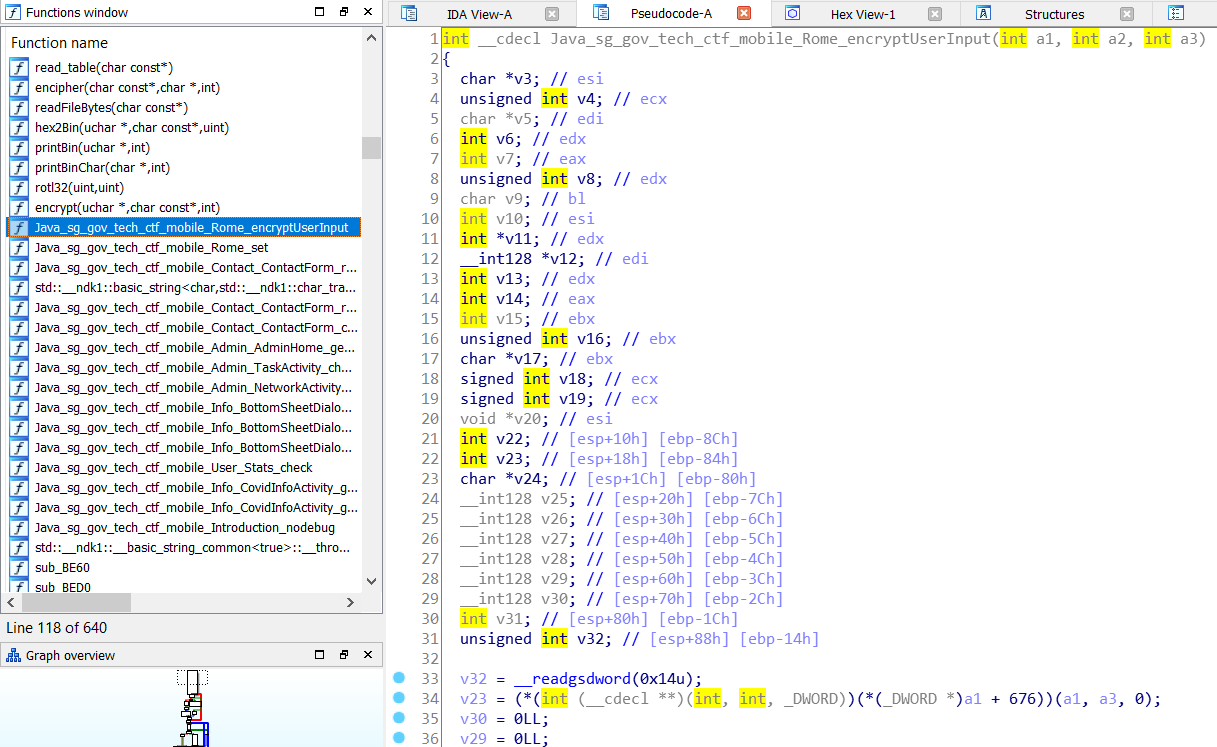 Functions window
Function name
read_table(char const*)
encipher(char const*,char *,int)
readFileBytes(char const*)
hex2Bin(uchar *,char const*,uint)
printBin(uchar *,int)
printBinChar(char *,int)
rotl32(uint,uint)
encrypt(uchar *,char const*,int)
Java_sg_gov_tech_ctf_mobile_Rome_encryptUserInput
Java_sg_gov_tech_ctf_mobile_Rome_set
Java_sg_gov_tech_ctf_mobile_Contact_ContactForm_r...
std::__ndk1::basic_string<char,std::__ndk1::char_tra...
Java_sg_gov_tech_ctf_mobile_Contact_ContactForm_r...
Java_sg_gov_tech_ctf_mobile_Contact_ContactForm_c...
Java_sg_gov_tech_ctf_mobile_Admin_AdminHome_ge...
Java_sg_gov_tech_ctf_mobile_Admin_TaskActivity_ch...
Java_sg_gov_tech_ctf_mobile_Admin_NetworkActivity...
Java_sg_gov_tech_ctf_mobile_Info_BottomSheetDialo...
Java_sg_gov_tech_ctf_mobile_Info_BottomSheetDialo...
Java_sg_gov_tech_ctf_mobile_Info_BottomSheetDialo...
Java_sg_gov_tech_ctf_mobile_User_Stats_check
Java_sg_gov_tech_ctf_mobile_Info_CovidInfoActivity_g...
Java_sg_gov_tech_ctf_mobile_Info_CovidInfoActivity_g...
Java_sg_gov_tech_ctf_mobile_Introduction_nodebug
std::__ndk1::__basic_string_common<true>::__thro...
sub_BE60
sub_BED0
Line 118 of 640
Graph overview
IDA View-A Pseudocode-A Hex View-1 Structures
1 int __cdecl Java_sg_gov_tech_ctf_mobile_Rome_encryptUserInput(int a1, int a2, int a3)
2 {
3 char *v3; // esi
4 unsigned int v4; // ecx
5 char *v5; // edi
6 int v6; // edx
7 int v7; // eax
8 unsigned int v8; // edx
9 char v9; // bl
10 int v10; // esi
11 int *v11; // edx
12 __int128 *v12; // edi
13 int v13; // edx
14 int v14; // eax
15 int v15; // ebx
16 unsigned int v16; // ebx
17 char *v17; // ebx
18 signed int v18; // ecx
19 signed int v19; // ecx
20 void *v20; // esi
21 int v22; // [esp+10h] [ebp-8Ch]
22 int v23; // [esp+18h] [ebp-84h]
23 char *v24; // [esp+1Ch] [ebp-80h]
24 __int128 v25; // [esp+20h] [ebp-7Ch]
25 __int128 v26; // [esp+30h] [ebp-6Ch]
26 __int128 v27; // [esp+40h] [ebp-5Ch]
27 __int128 v28; // [esp+50h] [ebp-4Ch]
28 __int128 v29; // [esp+60h] [ebp-3Ch]
29 __int128 v30; // [esp+70h] [ebp-2Ch]
30 int v31; // [esp+80h] [ebp-1Ch]
31 unsigned int v32; // [esp+88h] [ebp-14h]
32
33 v32 = __readgsdword(0x14u);
34 v23 = (*(int (__cdecl **)(int, int, _DWORD))(*(_DWORD *)a1 + 676))(a1, a3, 0);
35 v30 = 0LL;
36 v29 = 0LL;